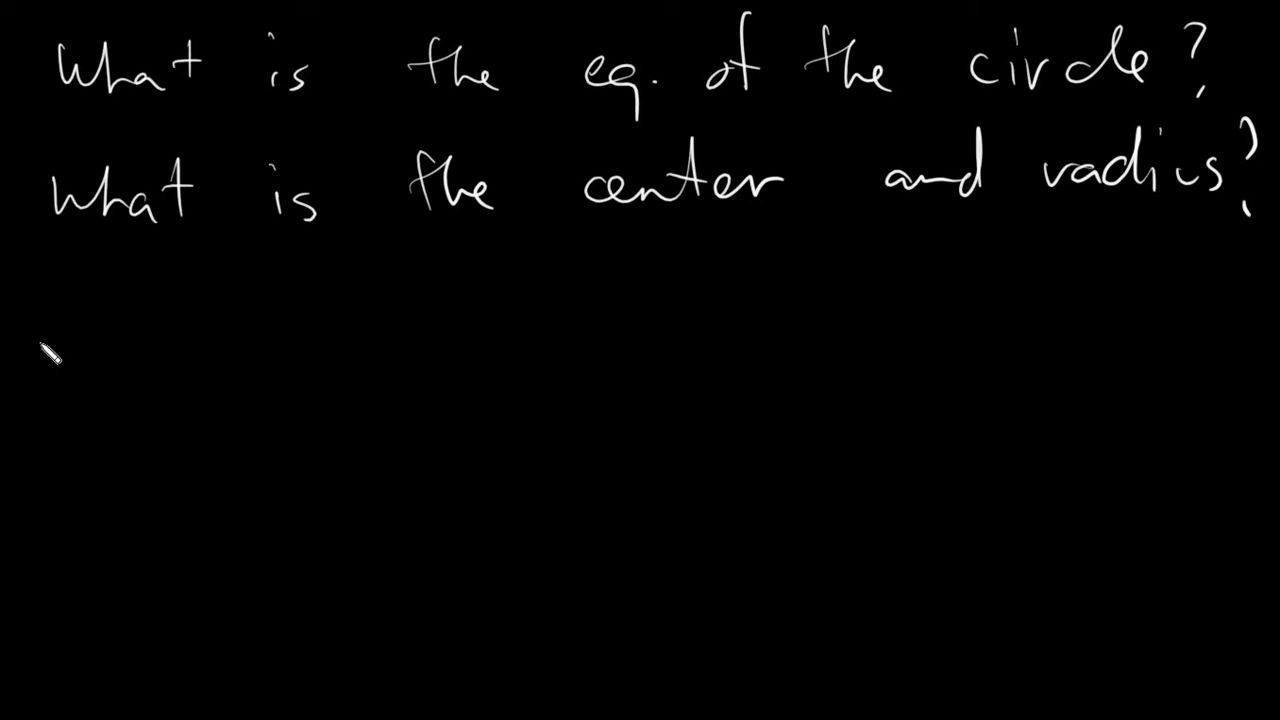 What is the eq. of the circle?
What is the center and radius?